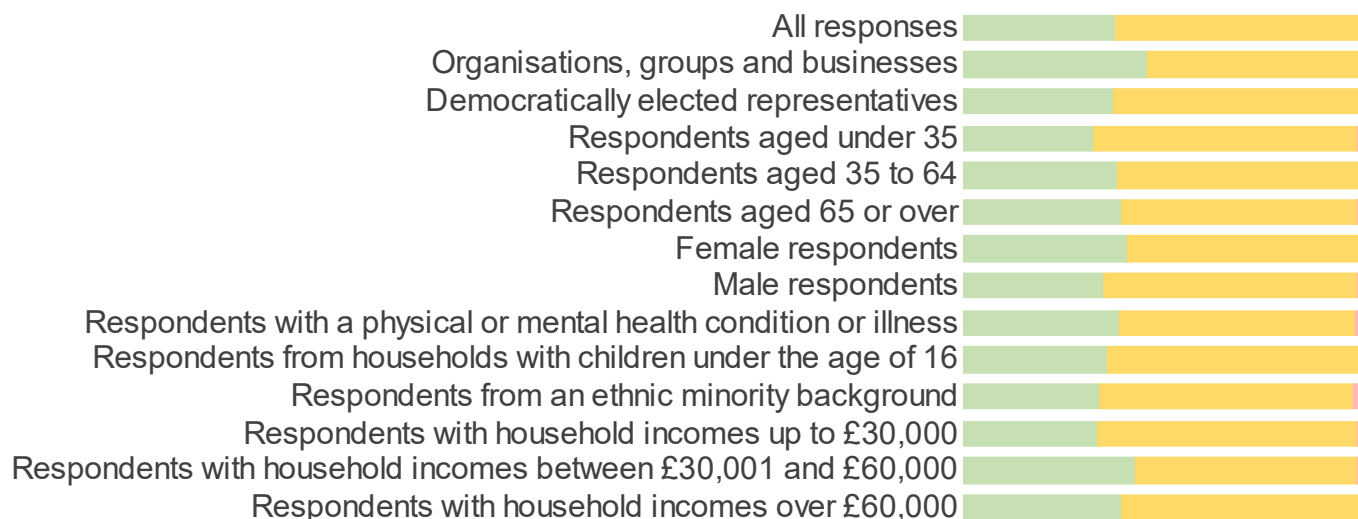 All responses
Organisations, groups and businesses
Democratically elected representatives
Respondents aged under 35
Respondents aged 35 to 64
Respondents aged 65 or over
Female respondents
Male respondents
Respondents with a physical or mental health condition or illness
Respondents from households with children under the age of 16
Respondents from an ethnic minority background
Respondents with household incomes up to £30,000
Respondents with household incomes between £30,001 and £60,000
Respondents with household incomes over £60,000